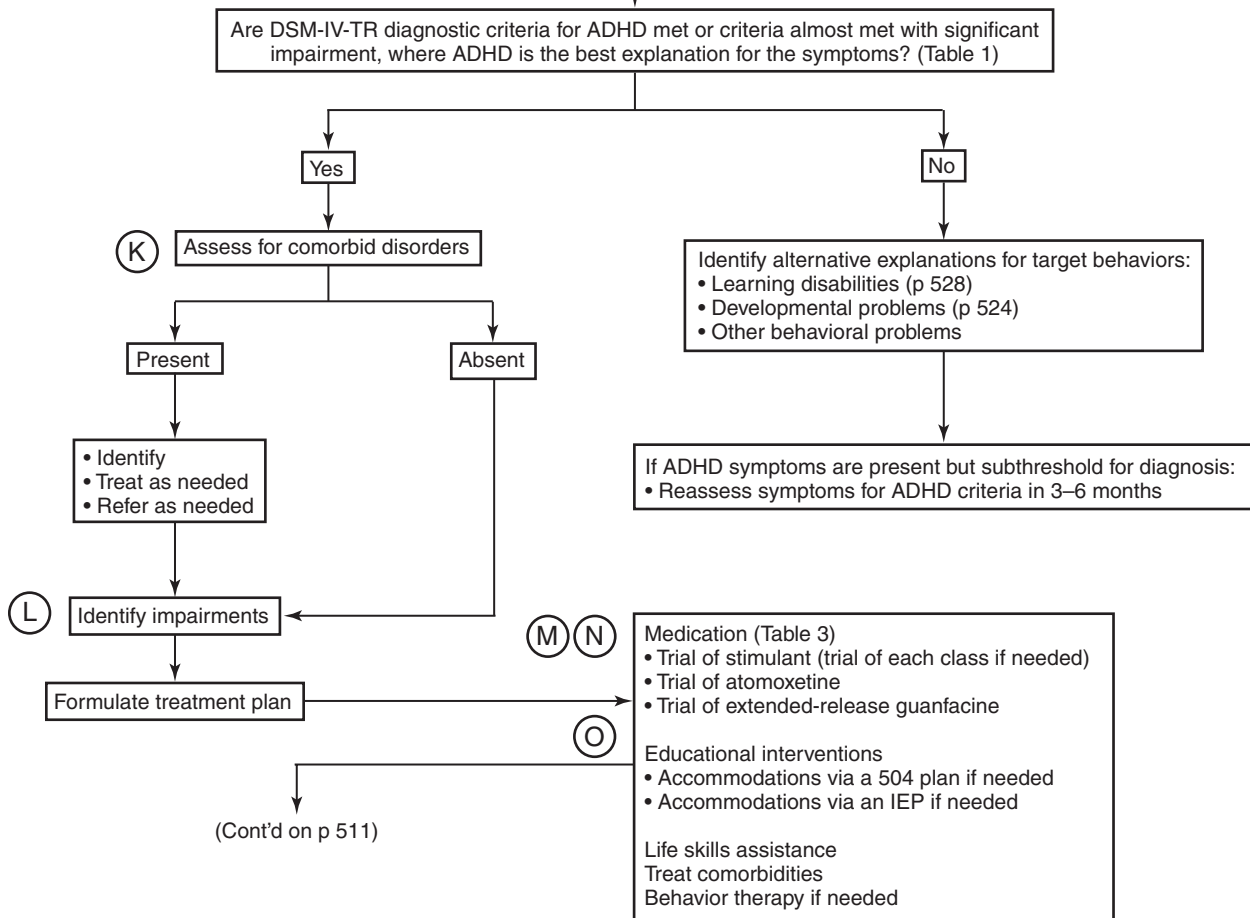 Are DSM-IV-TR diagnostic criteria for ADHD met or criteria almost met with significant
impairment, where ADHD is the best explanation for the symptoms? (Table 1)
Yes
No
K
Assess for comorbid disorders
Identify alternative explanations for target behaviors:
• Learning disabilities (p 528)
• Developmental problems (p 524)
• Other behavioral problems
Present
Absent
• Identify
• Treat as needed
• Refer as needed
If ADHD symptoms are present but subthreshold for diagnosis:
• Reassess symptoms for ADHD criteria in 3–6 months
L
Identify impairments
Formulate treatment plan
M N
Medication (Table 3)
• Trial of stimulant (trial of each class if needed)
• Trial of atomoxetine
• Trial of extended-release guanfacine
O
Educational interventions
• Accommodations via a 504 plan if needed
• Accommodations via an IEP if needed
Life skills assistance
Treat comorbidities
Behavior therapy if needed
(Cont'd on p 511)